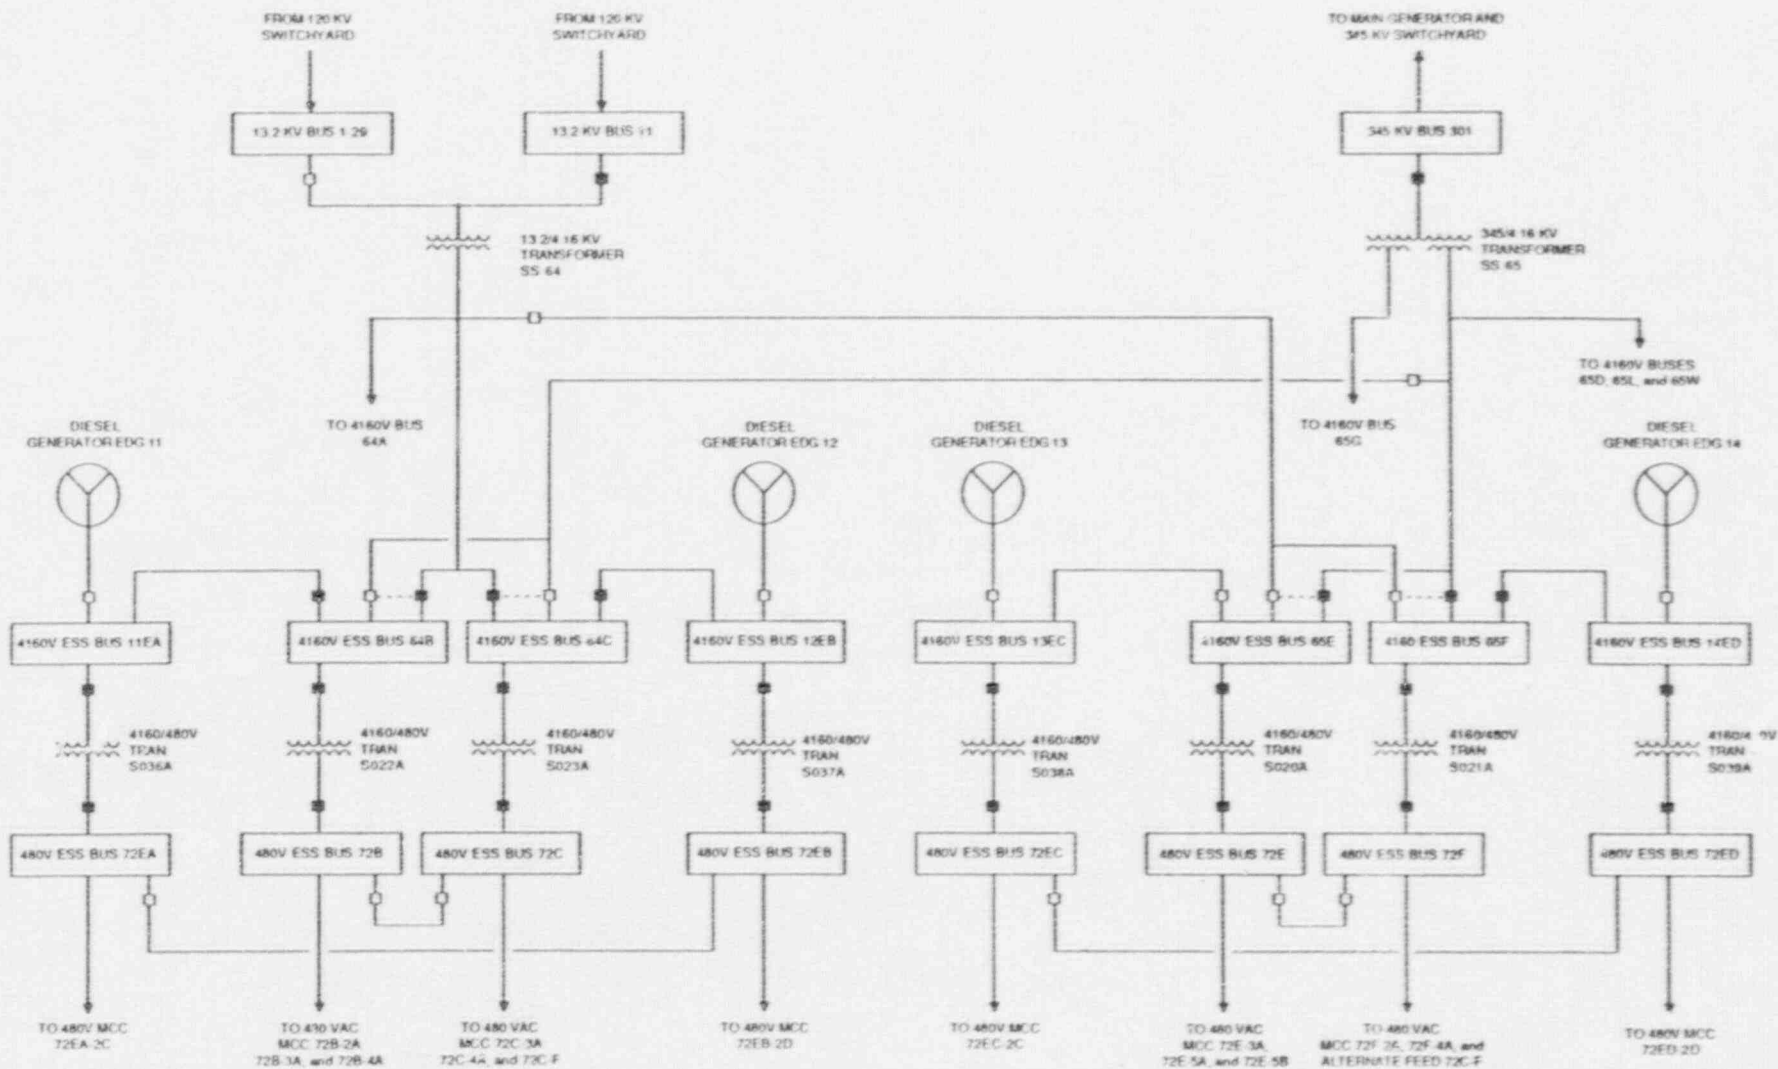 FROM 120 KV
SWITCHYARD
FROM 120 KV
SWITCHYARD
TO MAIN GENERATOR AND
345 KV SWITCHYARD
13.2 KV BUS 1-29
13.2 KV BUS 11
345 KV BUS 301
13.2/4.16 KV
TRANSFORMER
SS 64
345/4.16 KV
TRANSFORMER
SS 65
TO 4160V BUSES
65D, 65L, and 65W
TO 4160V BUS
64A
TO 4160V BUS
65G
DIESEL
GENERATOR EDG 11
DIESEL
GENERATOR EDG 12
DIESEL
GENERATOR EDG 13
DIESEL
GENERATOR EDG 14
4160V ESS BUS 11EA
4160V ESS BUS 64B
4160V ESS BUS 64C
4160V ESS BUS 12EB
4160V ESS BUS 13EC
4160V ESS BUS 65E
4160 ESS BUS 65F
4160V ESS BUS 14ED
4160/480V
TRAN
S036A
4160/480V
TRAN
S022A
4160/480V
TRAN
S023A
4160/480V
TRAN
S037A
4160/480V
TRAN
S038A
4160/480V
TRAN
S020A
4160/480V
TRAN
S021A
TRAN
S039A
480V ESS BUS 72EA
480V ESS BUS 72B
480V ESS BUS 72C
480V ESS BUS 72EB
480V ESS BUS 72EC
480V ESS BUS 72E
480V ESS BUS 72F
480V ESS BUS 72ED
TO 480V MCC
72EA-2C
TO 480 VAC
MCC 72B-2A
72B-3A, and 72B-4A
TO 480 VAC
MCC 72C-3A
72C-4A, and 72C-F
TO 480V MCC
72EB-2D
TO 480V MCC
72EC-2C
TO 480 VAC
MCC 72E-3A,
72E-5A, and 72E-5B
TO 480 VAC
MCC 72F-2A, 72F-4A, and
ALTERNATE FEED 72C-F
TO 480V MCC
72ED-2D